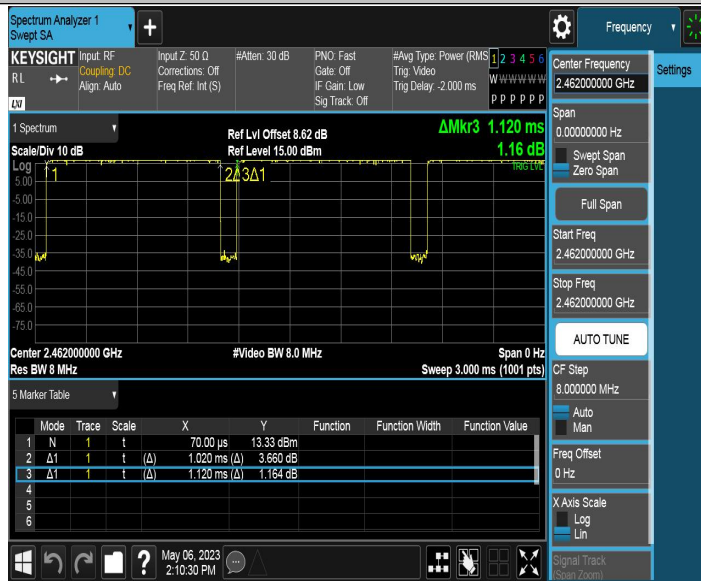 Spectrum Analyzer 1
Swept SA
Frequency
KEYSIGHT
RL
LXI
Input: RF
Coupling: DC
Align: Auto
Input Z: 50 Ω
Corrections: Off
Freq Ref: Int (S)
#Atten: 30 dB
PNO: Fast
Gate: Off
IF Gain: Low
Sig Track: Off
#Avg Type: Power (RMS
Trig: Video
Trig Delay: -2.000 ms
1 2 3 4 5 6
W W W W W W
P P P P P P
Center Frequency
2.462000000 GHz
Settings
1 Spectrum
Scale/Div 10 dB
Ref Lvl Offset 8.62 dB
Ref Level 15.00 dBm
ΔMkr3 1.120 ms
1.16 dB
Log
TRIG LVL
1
2Δ3Δ1
5.00
-5.00
-15.0
-25.0
-35.0
-45.0
-55.0
-65.0
-75.0
Span
0.00000000 Hz
Swept Span
Zero Span
Full Span
Start Freq
2.462000000 GHz
Stop Freq
2.462000000 GHz
AUTO TUNE
Center 2.462000000 GHz
#Video BW 8.0 MHz
Span 0 Hz
Res BW 8 MHz
Sweep 3.000 ms (1001 pts)
CF Step
8.000000 MHz
Auto
Man
Freq Offset
0 Hz
X Axis Scale
Log
Lin
Signal Track
(Span Zoom)
5 Marker Table
Mode Trace Scale X Y Function Function Width Function Value
1 N 1 t 70.00 µs 13.33 dBm
2 Δ1 1 t (Δ) 1.020 ms (Δ) 3.660 dB
3 Δ1 1 t (Δ) 1.120 ms (Δ) 1.164 dB
4
5
6
?
May 06, 2023
2:10:30 PM